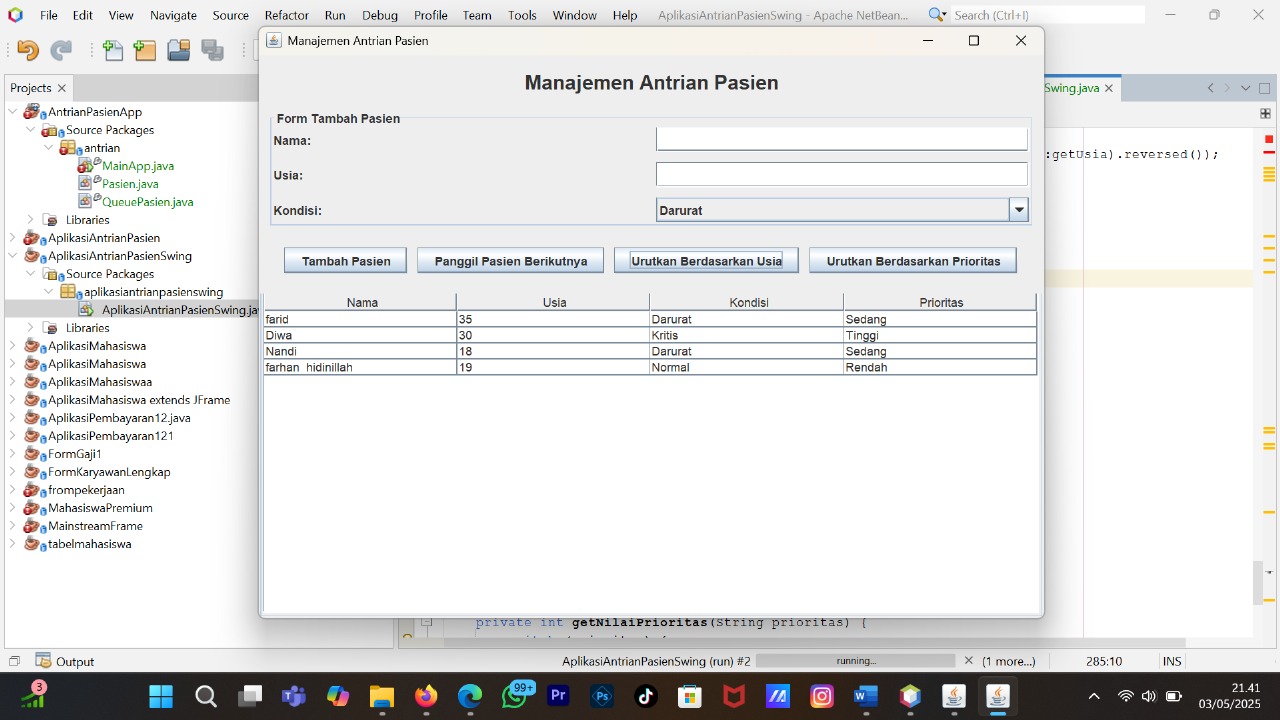 File Edit View Navigate Source Refactor Run Debug Profile Team Tools Window Help AplikasiAntrianPasienSwing - Apache NetBean... Search (Ctrl+I)
Manajemen Antrian Pasien
Projects
Swing.java
Manajemen Antrian Pasien
AntrianPasienApp
Source Packages
antrian
MainApp.java
Pasien.java
QueuePasien.java
Libraries
AplikasiAntrianPasien
AplikasiAntrianPasienSwing
Source Packages
aplikasiantrianpasienswing
AplikasiAntrianPasienSwing.ja
Libraries
AplikasiMahasiswa
AplikasiMahasiswa
AplikasiMahasiswaa
AplikasiMahasiswa extends JFrame
AplikasiPembayaran12.java
AplikasiPembayaran121
FormGaji1
FormKaryawanLengkap
frompekerjaan
MahasiswaPremium
MainstreamFrame
tabelmahasiswa
Form Tambah Pasien
Nama:
Usia:
Kondisi: Darurat
Tambah Pasien Panggil Pasien Berikutnya Urutkan Berdasarkan Usia Urutkan Berdasarkan Prioritas
Nama Usia Kondisi Prioritas
farid 35 Darurat Sedang
Diwa 30 Kritis Tinggi
Nandi 18 Darurat Sedang
farhan hidinillah 19 Normal Rendah
:getUsia).reversed());
private int getNilaiPrioritas(String prioritas) {
Output AplikasiAntrianPasienSwing (run) #2 running... (1 more...) 285:10 INS
3 99+ 21.41
03/05/2025